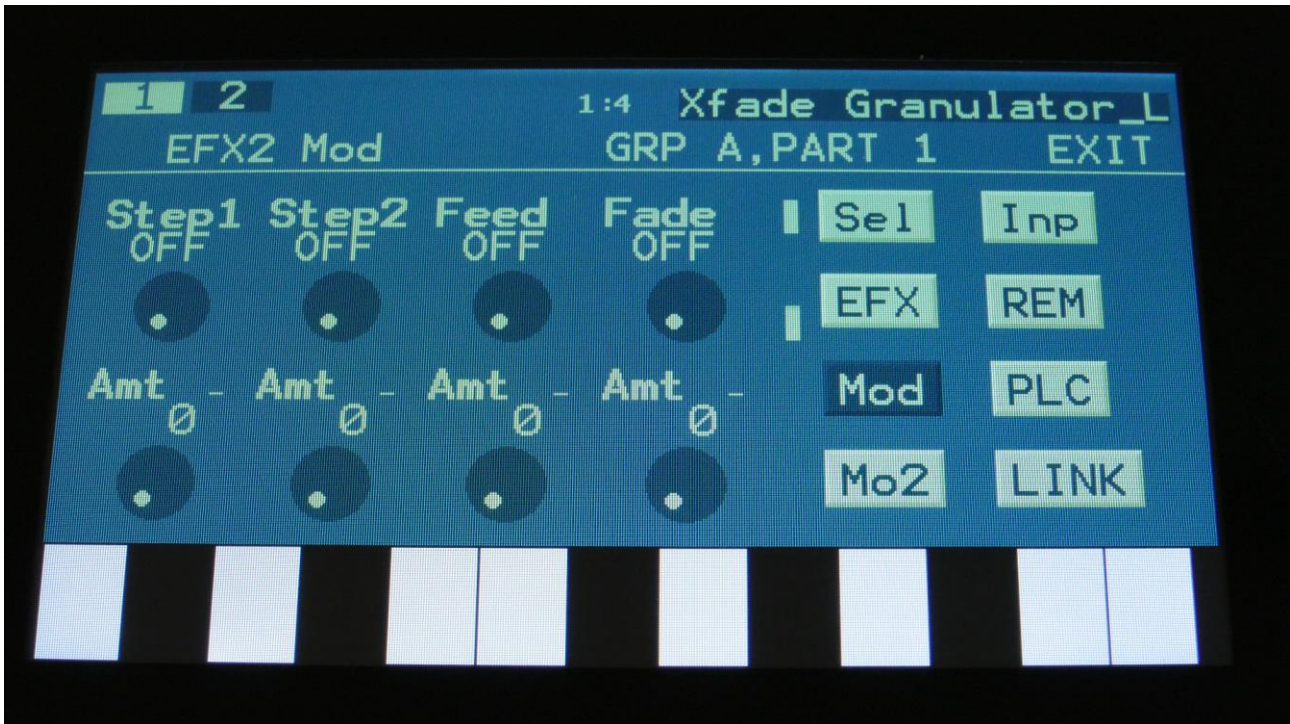 1 2 1:4 Xfade Granulator_L
EFX2 Mod GRP A,PART 1 EXIT
Step1 Step2 Feed Fade Sel Inp
OFF OFF OFF OFF
EFX REM
Amt - Amt - Amt - Amt - Mod PLC
0 0 0 0
Mo2 LINK